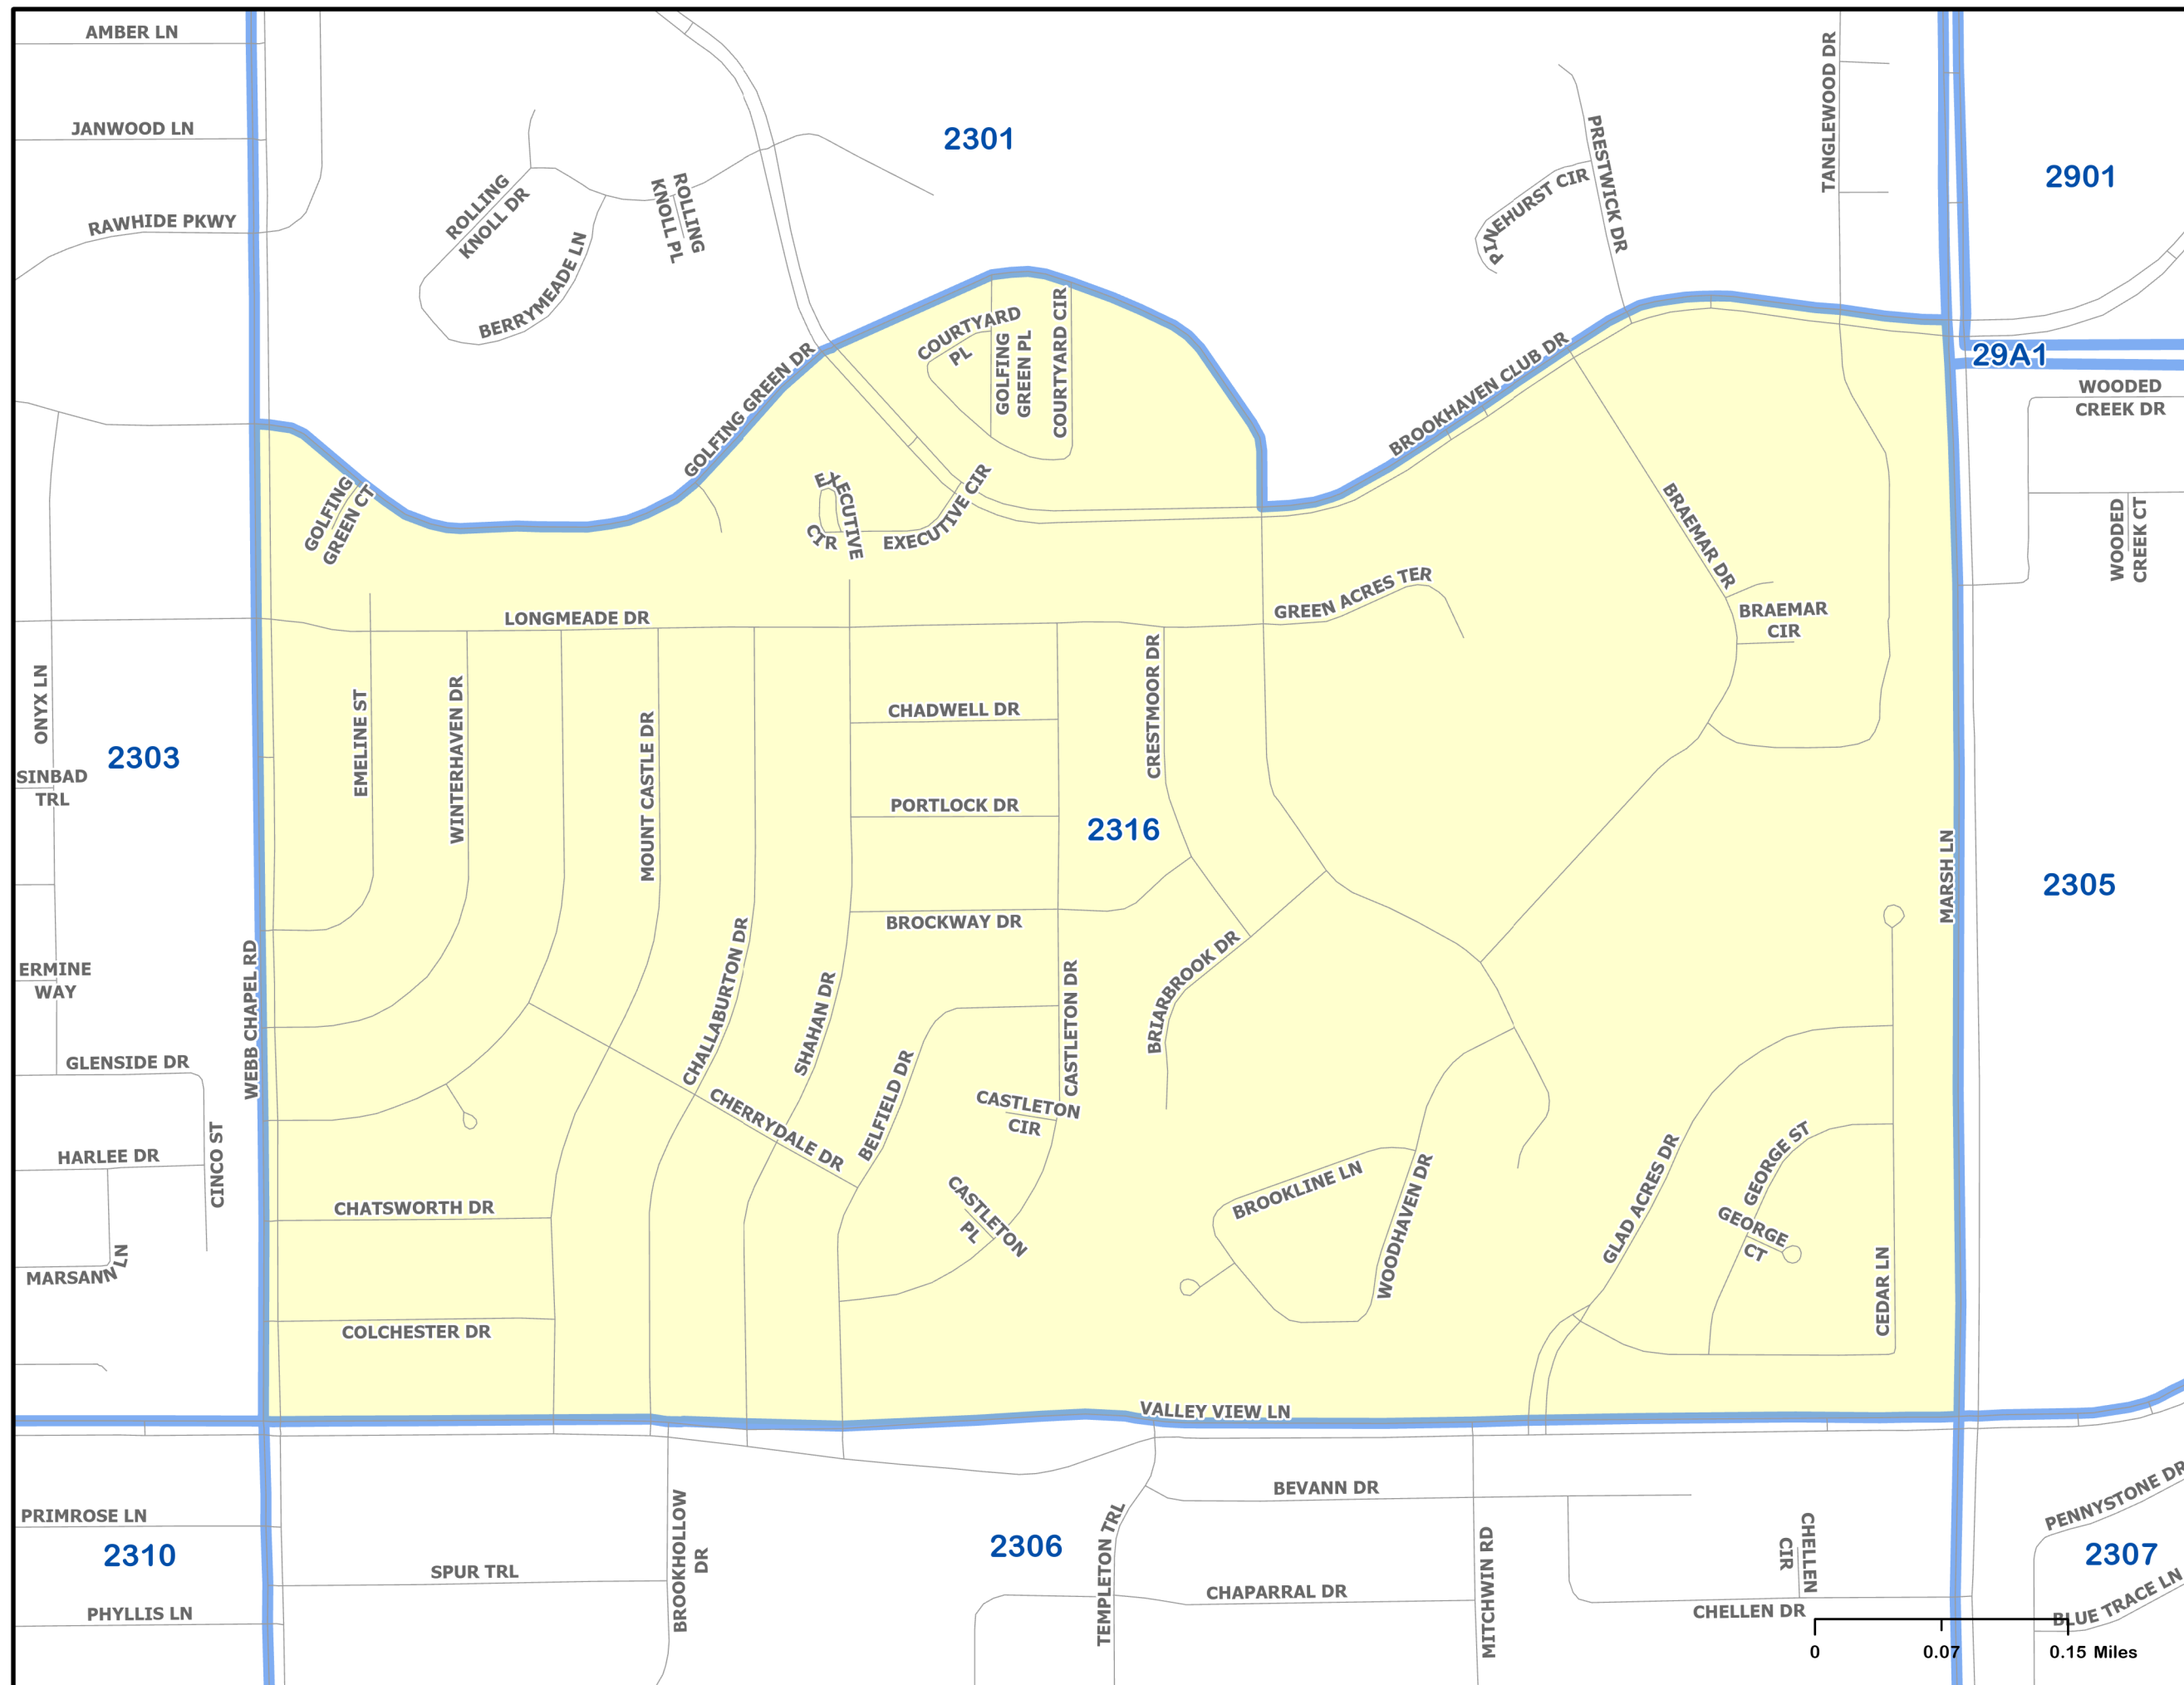 AMBER LN
JANWOOD LN
RAWHIDE PKWY
ROLLING
KNOLL DR
BERRYMEADE LN
ROLLING
KNOLL PL
2301
PINEHURST CIR
PRESTWICK DR
TANGLEWOOD DR
2901
29A1
WOODED
CREEK DR
WOODED
CREEK CT
GOLFING GREEN DR
COURTYARD
PL
GOLFING
GREEN PL
COURTYARD CIR
BROOKHAVEN CLUB DR
GOLFING
GREEN CT
EXECUTIVE
CIR
EXECUTIVE CIR
BRAEMAR DR
BRAEMAR
CIR
LONGMEADE DR
GREEN ACRES TER
ONYX LN
2303
SINBAD
TRL
EMELINE ST
WINTERHAVEN DR
MOUNT CASTLE DR
CHADWELL DR
CRESTMOOR DR
PORTLOCK DR
2316
MARSH LN
2305
BROCKWAY DR
ERMINE
WAY
WEBB CHAPEL RD
CHALLABURTON DR
SHAHAN DR
CASTLETON DR
BRIARBROOK DR
GLENSIDE DR
CINCO ST
HARLEE DR
MARSANN LN
CHERRYDALE DR
BELFIELD DR
CASTLETON
CIR
CASTLETON
PL
CHATSWORTH DR
COLCHESTER DR
BROOKLINE LN
WOODHAVEN DR
GLAD ACRES DR
GEORGE ST
GEORGE
CT
CEDAR LN
VALLEY VIEW LN
PRIMROSE LN
2310
PHYLLIS LN
SPUR TRL
BROOKHOLLOW
DR
2306
TEMPLETON TRL
BEVANN DR
CHAPARRAL DR
MITCHWIN RD
CHELLEN
CIR
CHELLEN DR
PENNYSTONE DR
2307
BLUE TRACE LN
0 0.07 0.15 Miles